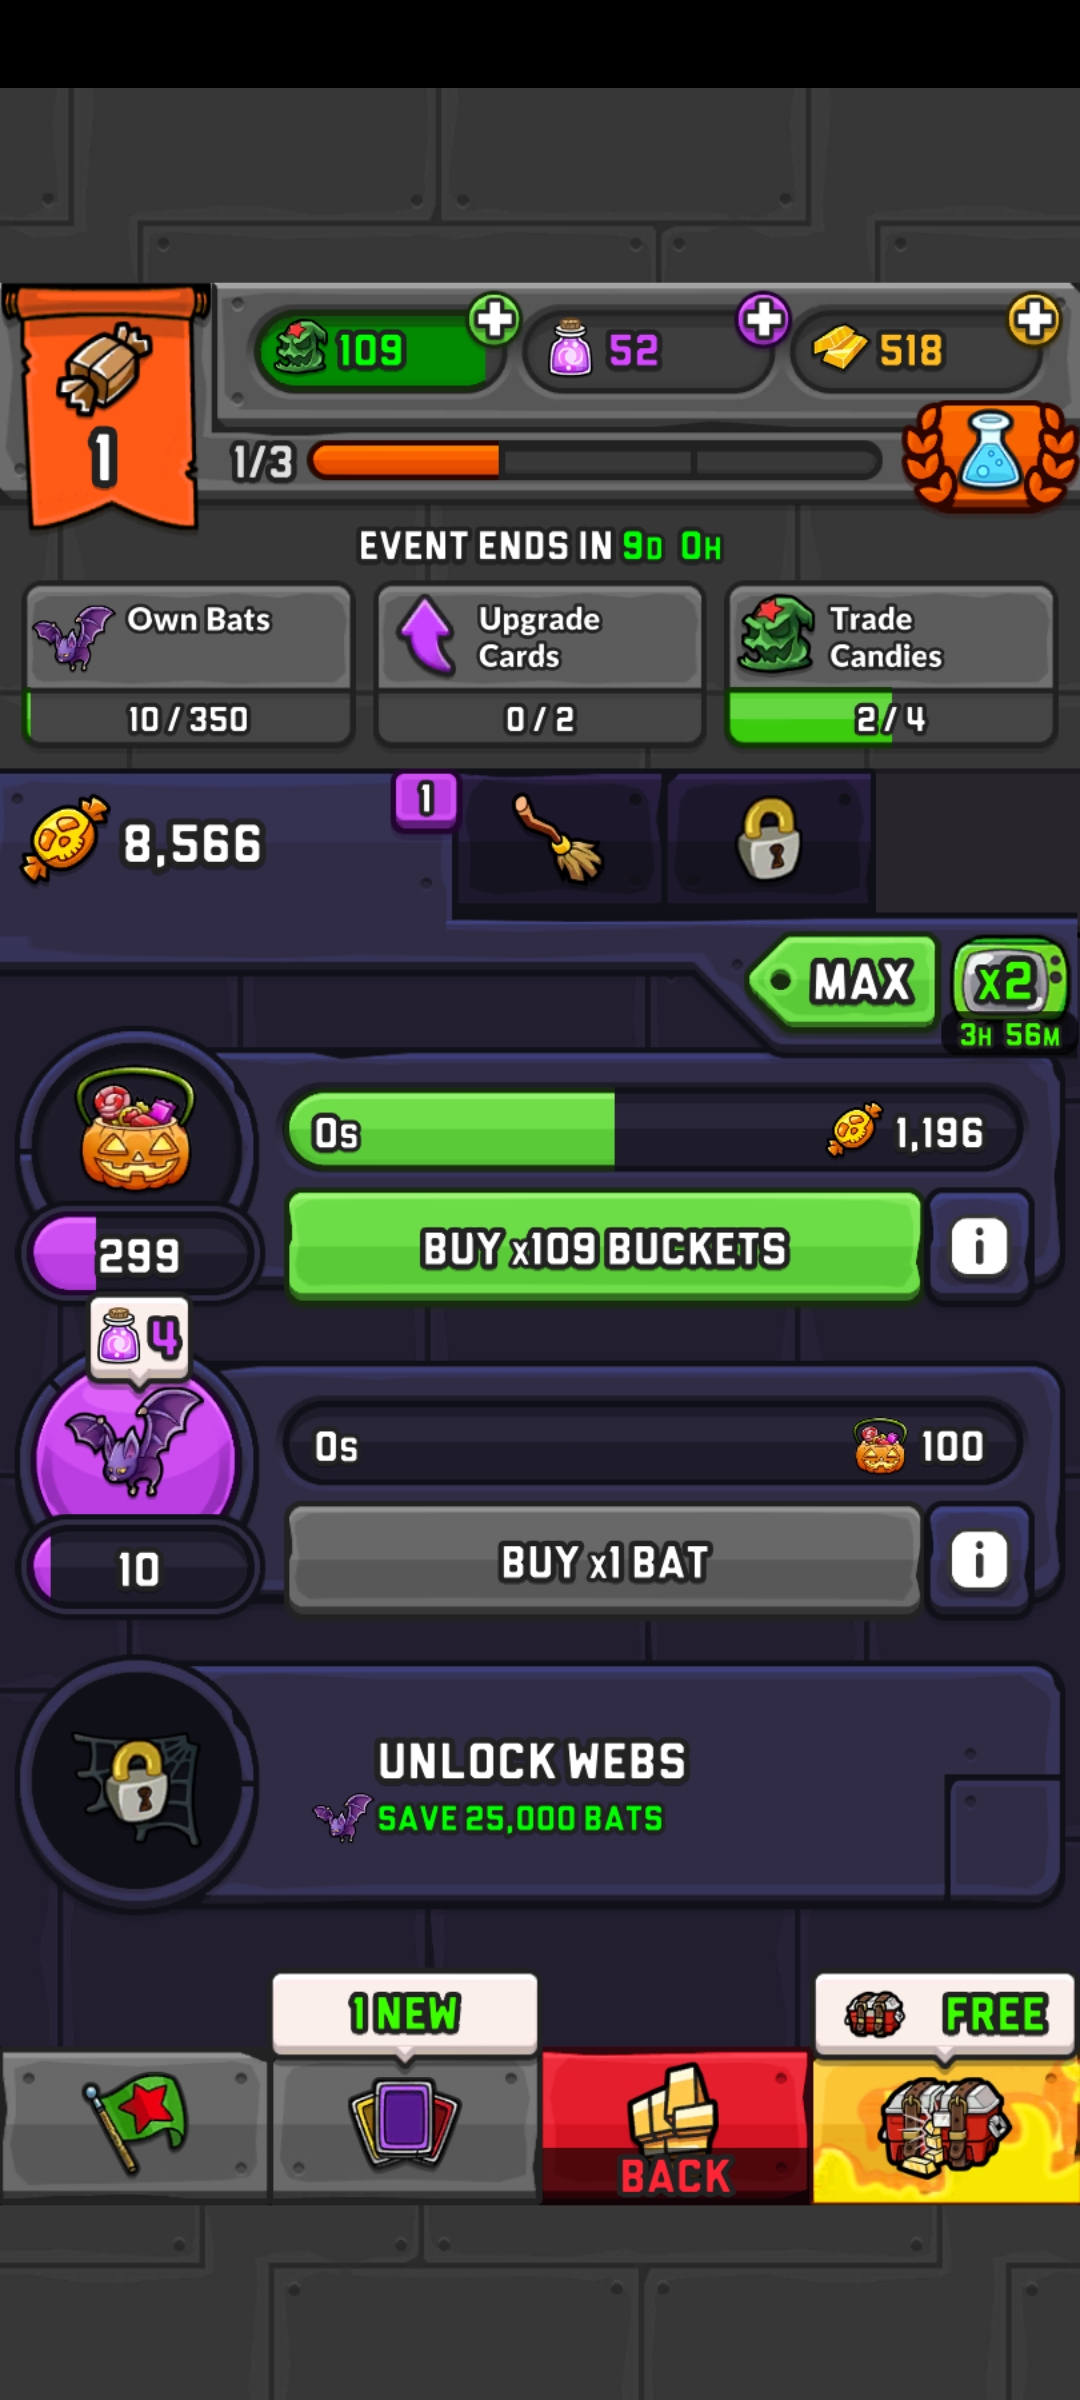 109
52
518
1
1/3
EVENT ENDS IN 9D 0H
Own Bats
10 / 350
Upgrade
Cards
0 / 2
Trade
Candies
2 / 4
8,566
1
MAX
x2
3H 56M
0s
1,196
299
BUY x109 BUCKETS
i
4
0s
100
10
BUY x1 BAT
i
UNLOCK WEBS
SAVE 25,000 BATS
1 NEW
FREE
BACK